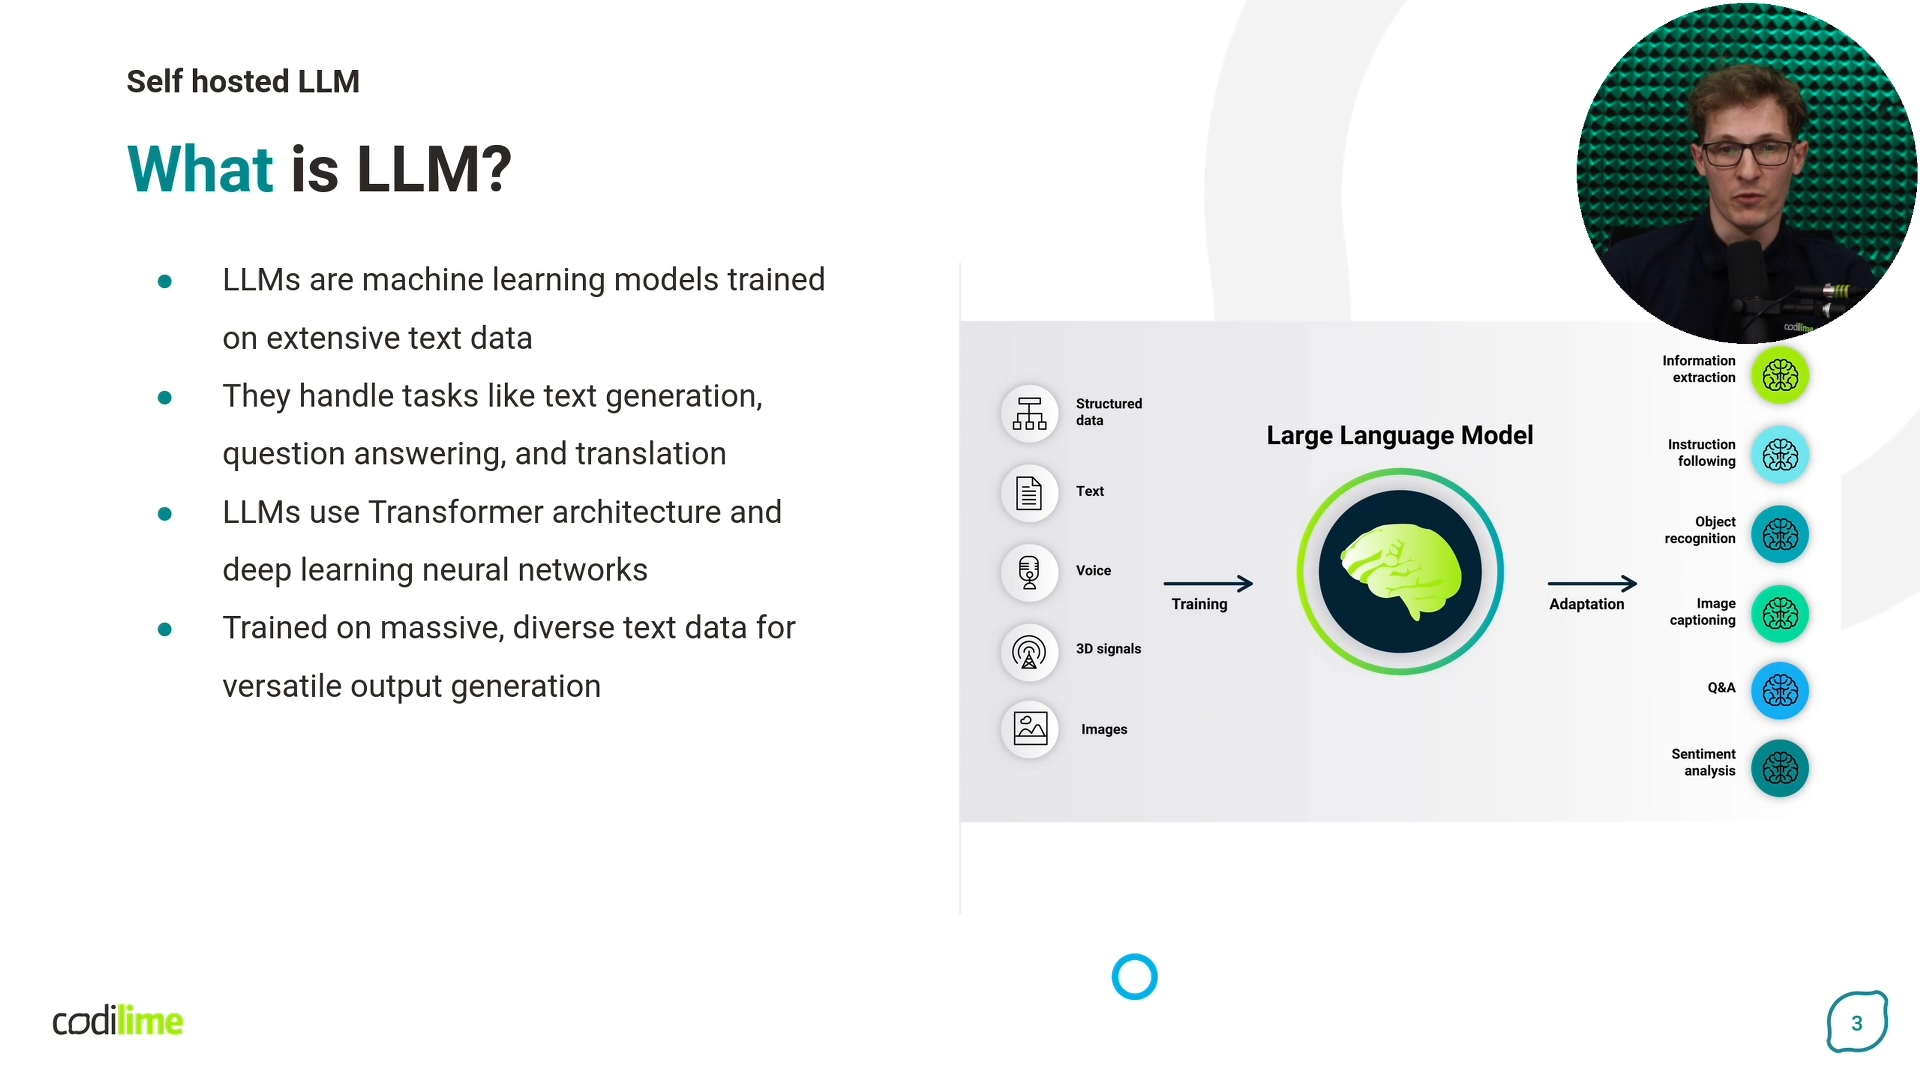 Self hosted LLM
What is LLM?
● LLMs are machine learning models trained
on extensive text data
● They handle tasks like text generation,
question answering, and translation
● LLMs use Transformer architecture and
deep learning neural networks
● Trained on massive, diverse text data for
versatile output generation
Structured
data
Text
Voice
3D signals
Images
Training
Large Language Model
Adaptation
Information
extraction
Instruction
following
Object
recognition
Image
captioning
Q&A
Sentiment
analysis
codilime
codilime
3